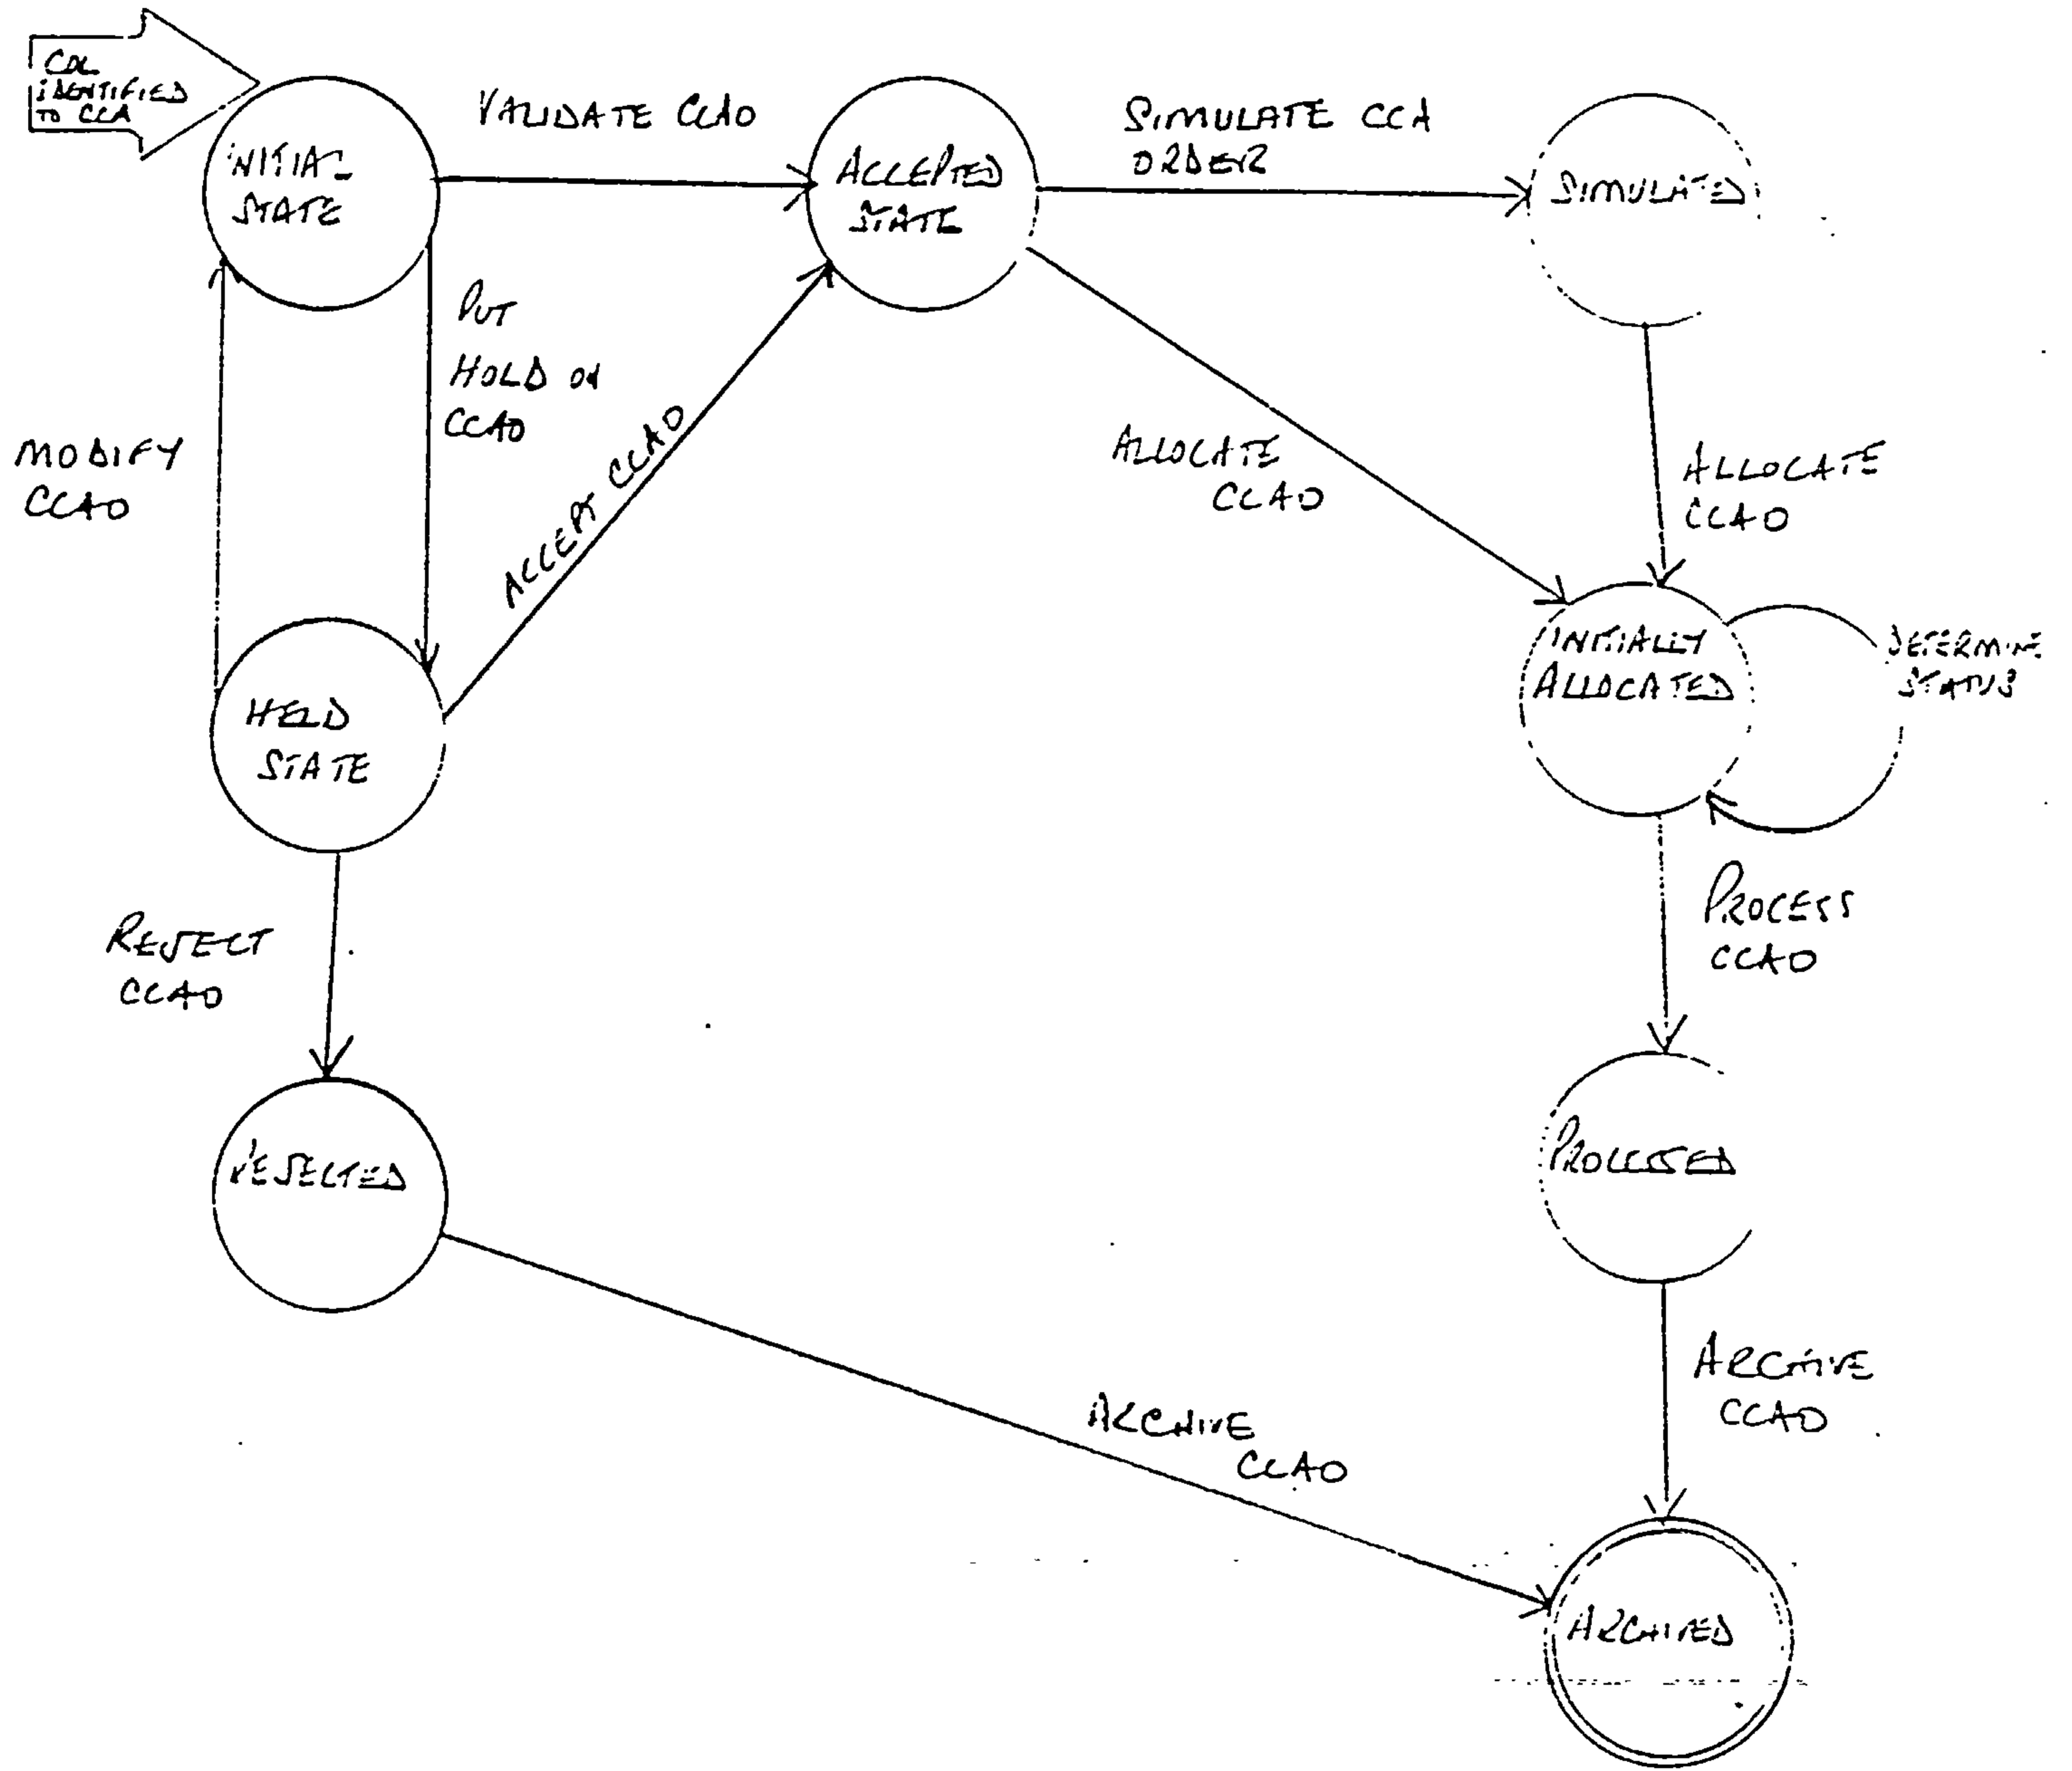 COL
IDENTIFIED
TO CCA
INITIAL
STATE
VALIDATE CCAO
ACCEPTED
STATE
SIMULATE CCA
ORDER
SIMULATED
PUT
HOLD ON
CCAO
MODIFY
CCAO
ACCEPT CCAO
ALLOCATE
CCAO
ALLOCATE
CCAO
INITIALLY
ALLOCATED
DETERMINE
STATUS
HELD
STATE
PROCESS
CCAO
REJECT
CCAO
REJECTED
PROCESSED
ARCHIVE
CCAO
ARCHIVE
CCAO
ARCHIVED